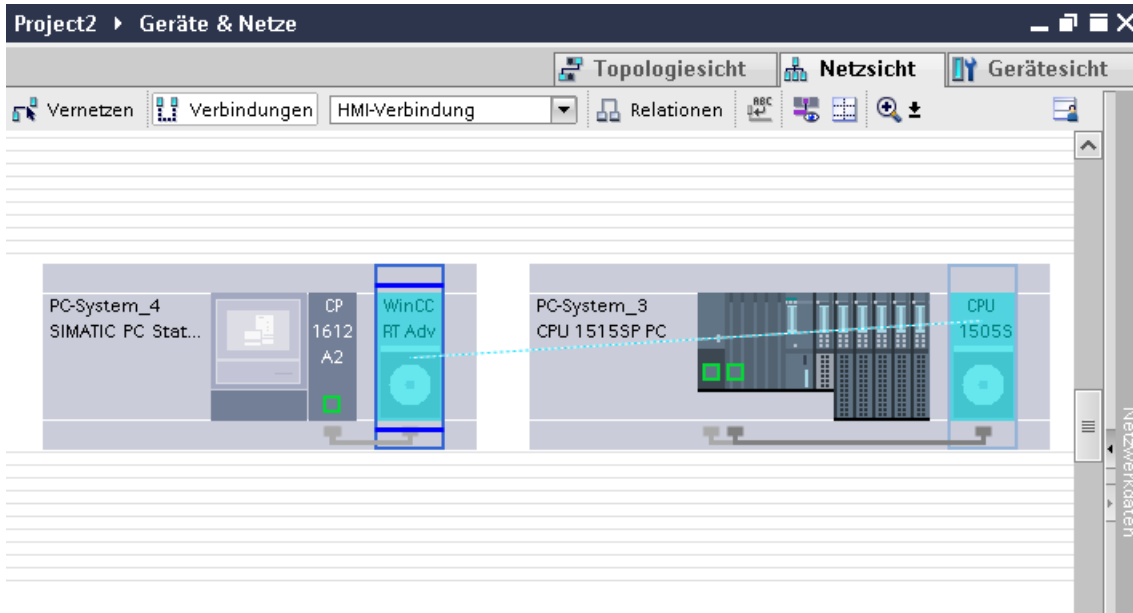 Project2 ▸ Geräte & Netze
Topologiesicht Netzsicht Gerätesicht
Vernetzen Verbindungen HMI-Verbindung Relationen ABC
PC-System_4
SIMATIC PC Stat...
CP
1612
A2
WinCC
RT Adv
PC-System_3
CPU 1515SP PC
CPU
1505S
Netzwerkdaten